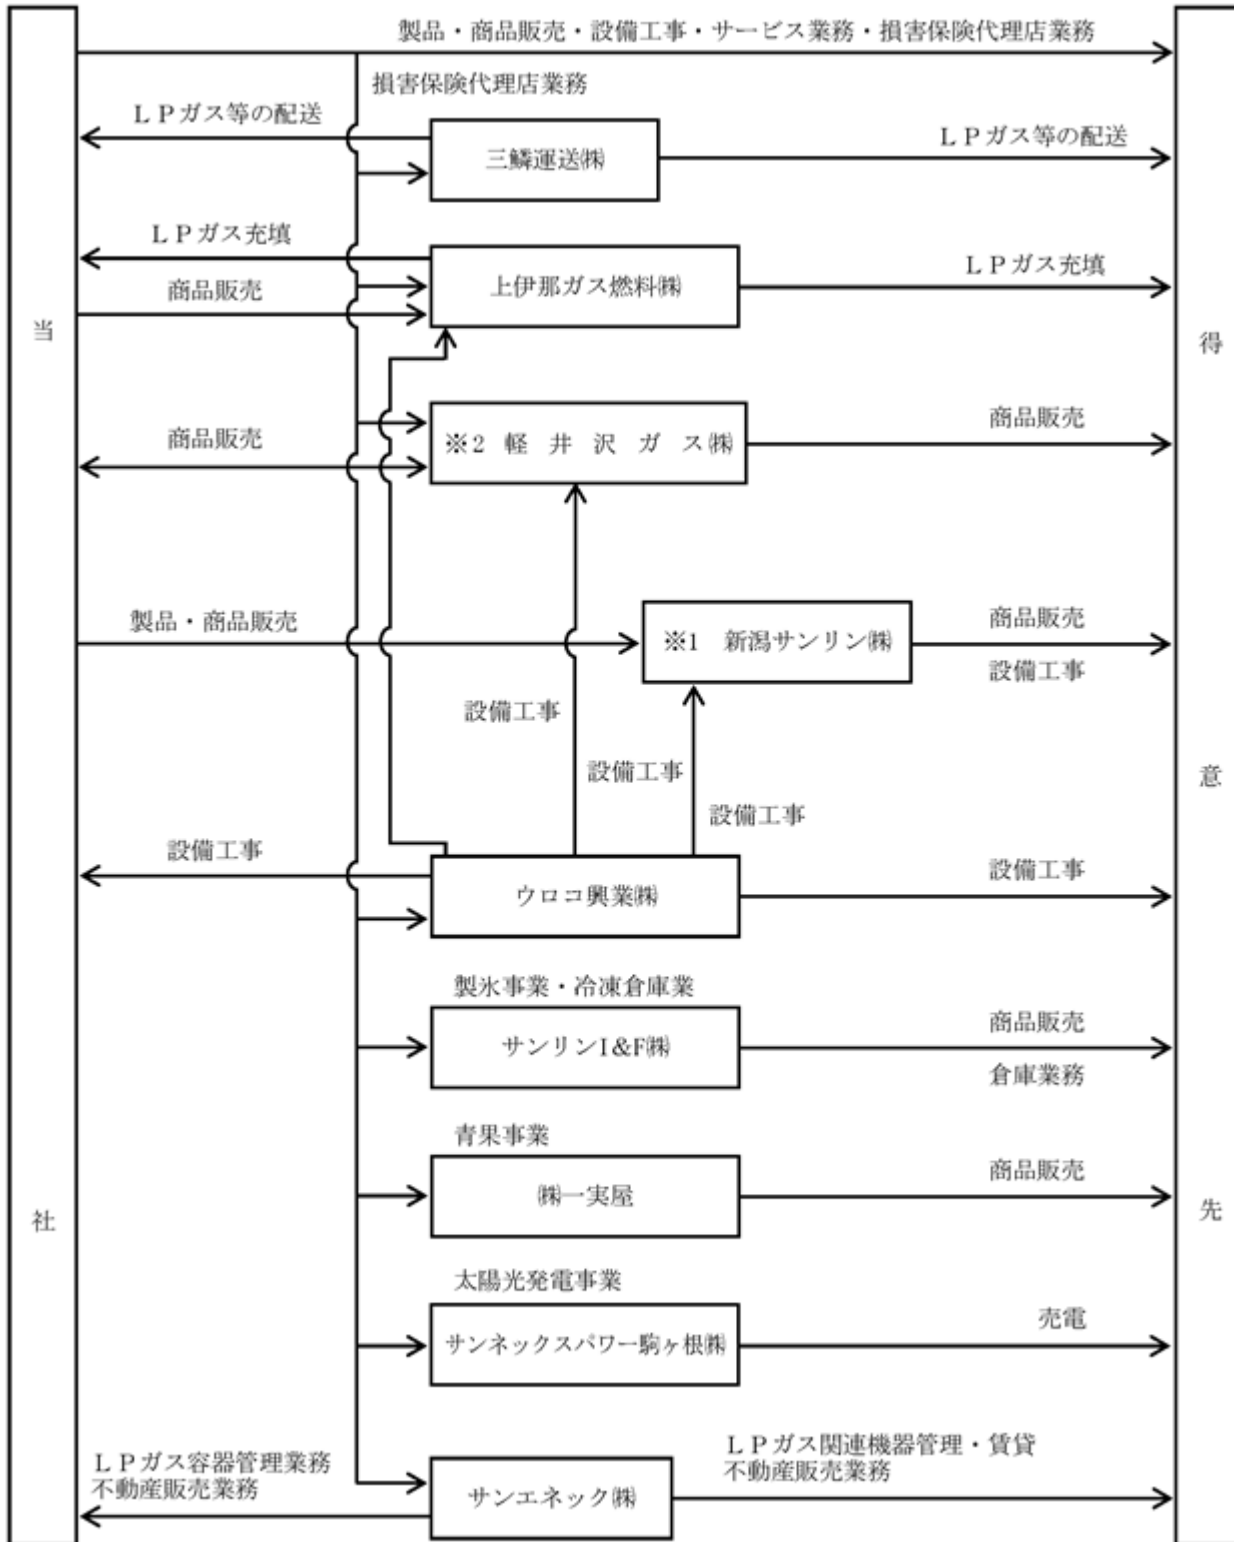 製品・商品販売・設備工事・サービス業務・損害保険代理店業務
損害保険代理店業務
ＬＰガス等の配送
三鱗運送㈱
ＬＰガス等の配送
ＬＰガス充填
商品販売
上伊那ガス燃料㈱
ＬＰガス充填
当
得
商品販売
※2 軽井沢ガス㈱
商品販売
製品・商品販売
※1 新潟サンリン㈱
商品販売
設備工事
設備工事
設備工事
設備工事
意
設備工事
ウロコ興業㈱
設備工事
製氷事業・冷凍倉庫業
サンリンI&F㈱
商品販売
倉庫業務
青果事業
㈱一実屋
商品販売
社
先
太陽光発電事業
サンネックスパワー駒ヶ根㈱
売電
ＬＰガス容器管理業務
不動産販売業務
サンエネック㈱
ＬＰガス関連機器管理・賃貸
不動産販売業務